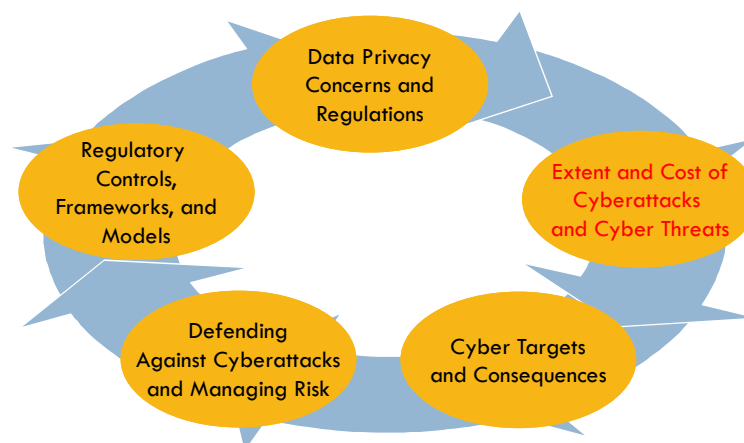 Data Privacy
Concerns and
Regulations
Extent and Cost of
Cyberattacks
and Cyber Threats
Cyber Targets
and Consequences
Defending
Against Cyberattacks
and Managing Risk
Regulatory
Controls,
Frameworks, and
Models